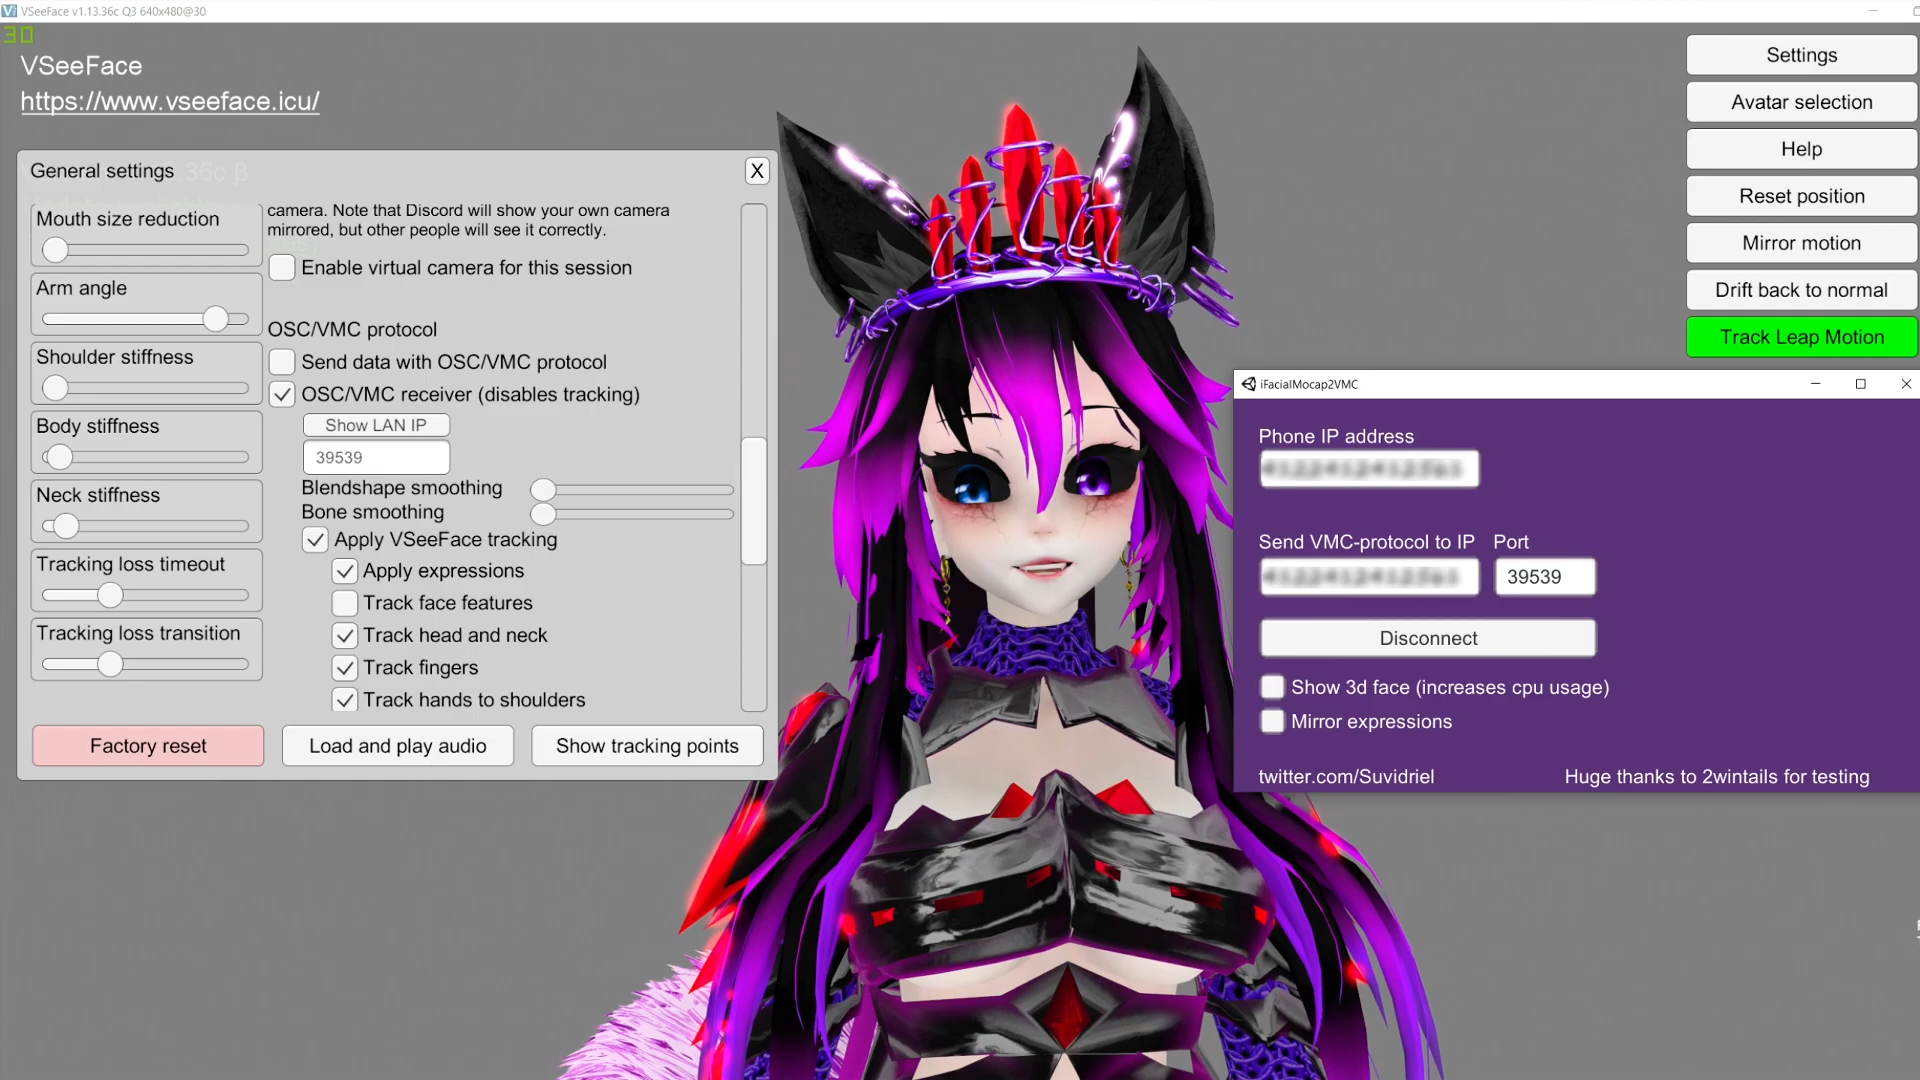 VSeeFace v1.13.36c Q3 640x480@30
30
VSeeFace
https://www.vseeface.icu/
General settings
X
Mouth size reduction
Arm angle
Shoulder stiffness
Body stiffness
Neck stiffness
Tracking loss timeout
Tracking loss transition
camera. Note that Discord will show your own camera
mirrored, but other people will see it correctly.
Enable virtual camera for this session
OSC/VMC protocol
Send data with OSC/VMC protocol
OSC/VMC receiver (disables tracking)
Show LAN IP
39539
Blendshape smoothing
Bone smoothing
Apply VSeeFace tracking
Apply expressions
Track face features
Track head and neck
Track fingers
Track hands to shoulders
Factory reset
Load and play audio
Show tracking points
Settings
Avatar selection
Help
Reset position
Mirror motion
Drift back to normal
Track Leap Motion
iFacialMocap2VMC
Phone IP address
Send VMC-protocol to IP Port
39539
Disconnect
Show 3d face (increases cpu usage)
Mirror expressions
twitter.com/Suvidriel
Huge thanks to 2wintails for testing